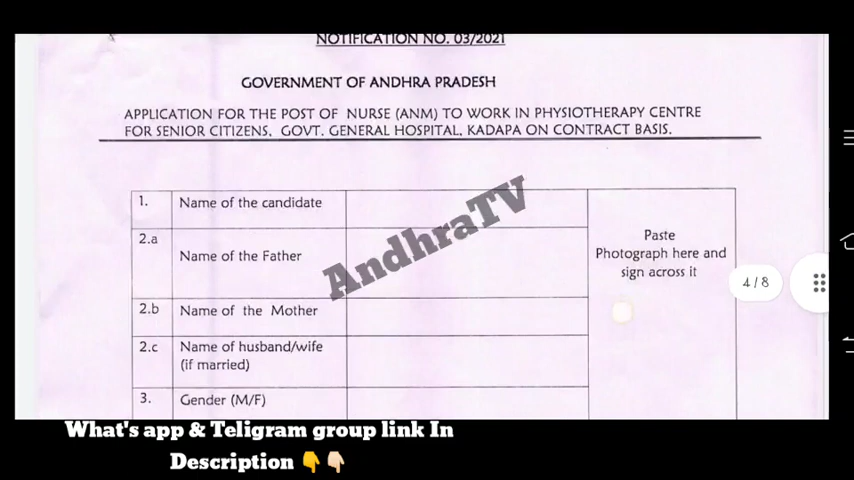 NOTIFICATION NO. 03/2021
GOVERNMENT OF ANDHRA PRADESH
APPLICATION FOR THE POST OF NURSE (ANM) TO WORK IN PHYSIOTHERAPY CENTRE
FOR SENIOR CITIZENS, GOVT. GENERAL HOSPITAL, KADAPA ON CONTRACT BASIS.
1. Name of the candidate
2.a Name of the Father
2.b Name of the Mother
2.c Name of husband/wife
(if married)
3. Gender (M/F)
Paste
Photograph here and
sign across it
AndhraTV
4/8
What's app & Teligram group link In
Description 👇👇🏻